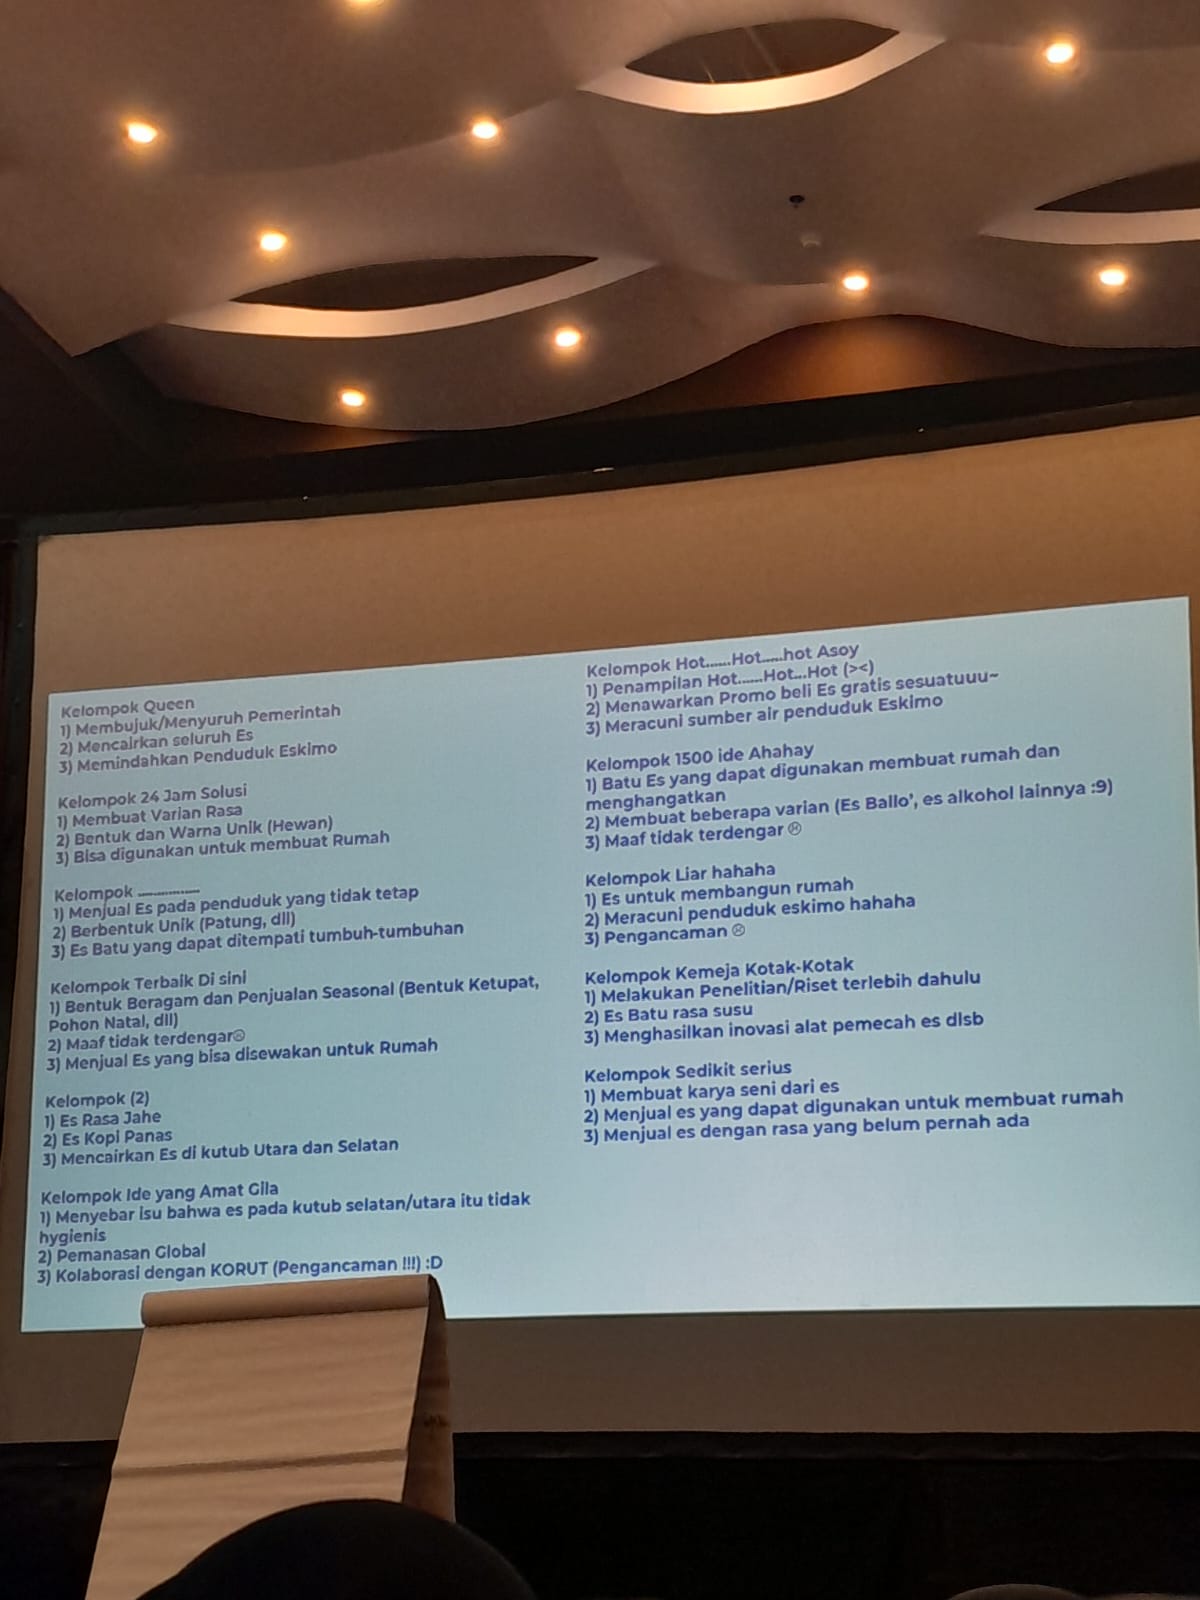 Kelompok Queen
1) Membujuk/Menyuruh Pemerintah
2) Mencairkan seluruh Es
3) Memindahkan Penduduk Eskimo
Kelompok 24 Jam Solusi
1) Membuat Varian Rasa
2) Bentuk dan Warna Unik (Hewan)
3) Bisa digunakan untuk membuat Rumah
Kelompok ...............
1) Menjual Es pada penduduk yang tidak tetap
2) Berbentuk Unik (Patung, dll)
3) Es Batu yang dapat ditempati tumbuh-tumbuhan
Kelompok Terbaik Di sini
1) Bentuk Beragam dan Penjualan Seasonal (Bentuk Ketupat,
Pohon Natal, dll)
2) Maaf tidak terdengar☹
3) Menjual Es yang bisa disewakan untuk Rumah
Kelompok (2)
1) Es Rasa Jahe
2) Es Kopi Panas
3) Mencairkan Es di kutub Utara dan Selatan
Kelompok Ide yang Amat Gila
1) Menyebar isu bahwa es pada kutub selatan/utara itu tidak
hygienis
2) Pemanasan Global
3) Kolaborasi dengan KORUT (Pengancaman !!!) :D
Kelompok Hot......Hot.....hot Asoy
1) Penampilan Hot......Hot...Hot (><)
2) Menawarkan Promo beli Es gratis sesuatuuu~
3) Meracuni sumber air penduduk Eskimo
Kelompok 1500 ide Ahahay
1) Batu Es yang dapat digunakan membuat rumah dan
menghangatkan
2) Membuat beberapa varian (Es Ballo', es alkohol lainnya :9)
3) Maaf tidak terdengar ☹
Kelompok Liar hahaha
1) Es untuk membangun rumah
2) Meracuni penduduk eskimo hahaha
3) Pengancaman ☹
Kelompok Kemeja Kotak-Kotak
1) Melakukan Penelitian/Riset terlebih dahulu
2) Es Batu rasa susu
3) Menghasilkan inovasi alat pemecah es dlsb
Kelompok Sedikit serius
1) Membuat karya seni dari es
2) Menjual es yang dapat digunakan untuk membuat rumah
3) Menjual es dengan rasa yang belum pernah ada